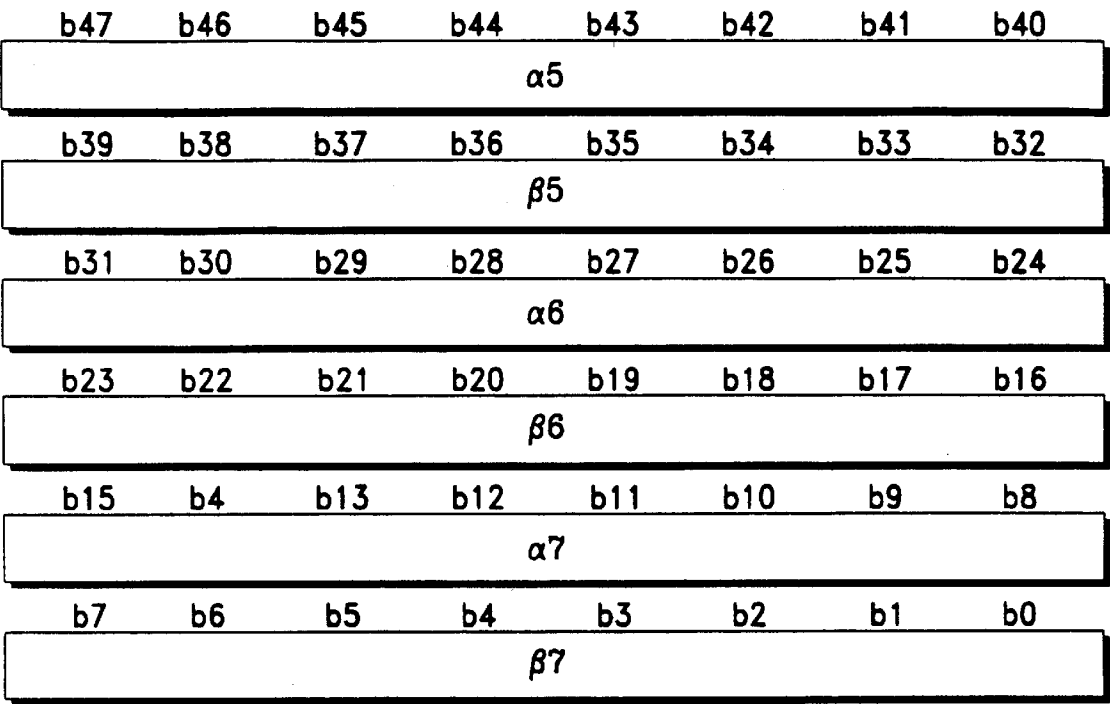 b47 b46 b45 b44 b43 b42 b41 b40
α5
b39 b38 b37 b36 b35 b34 b33 b32
β5
b31 b30 b29 b28 b27 b26 b25 b24
α6
b23 b22 b21 b20 b19 b18 b17 b16
β6
b15 b4 b13 b12 b11 b10 b9 b8
α7
b7 b6 b5 b4 b3 b2 b1 b0
β7